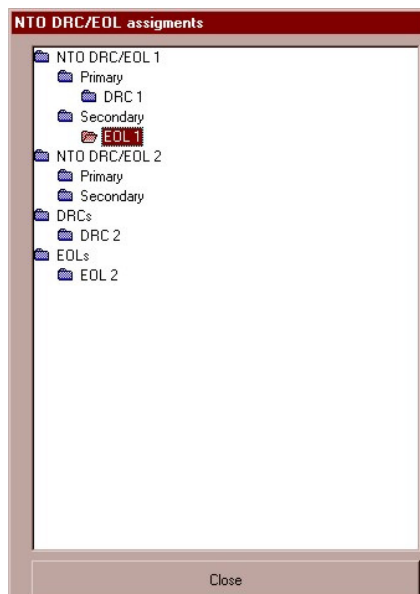 NTO DRC/EOL assigments
NTO DRC/EOL 1
Primary
DRC 1
Secondary
EOL 1
NTO DRC/EOL 2
Primary
Secondary
DRCs
DRC 2
EOLs
EOL 2
Close